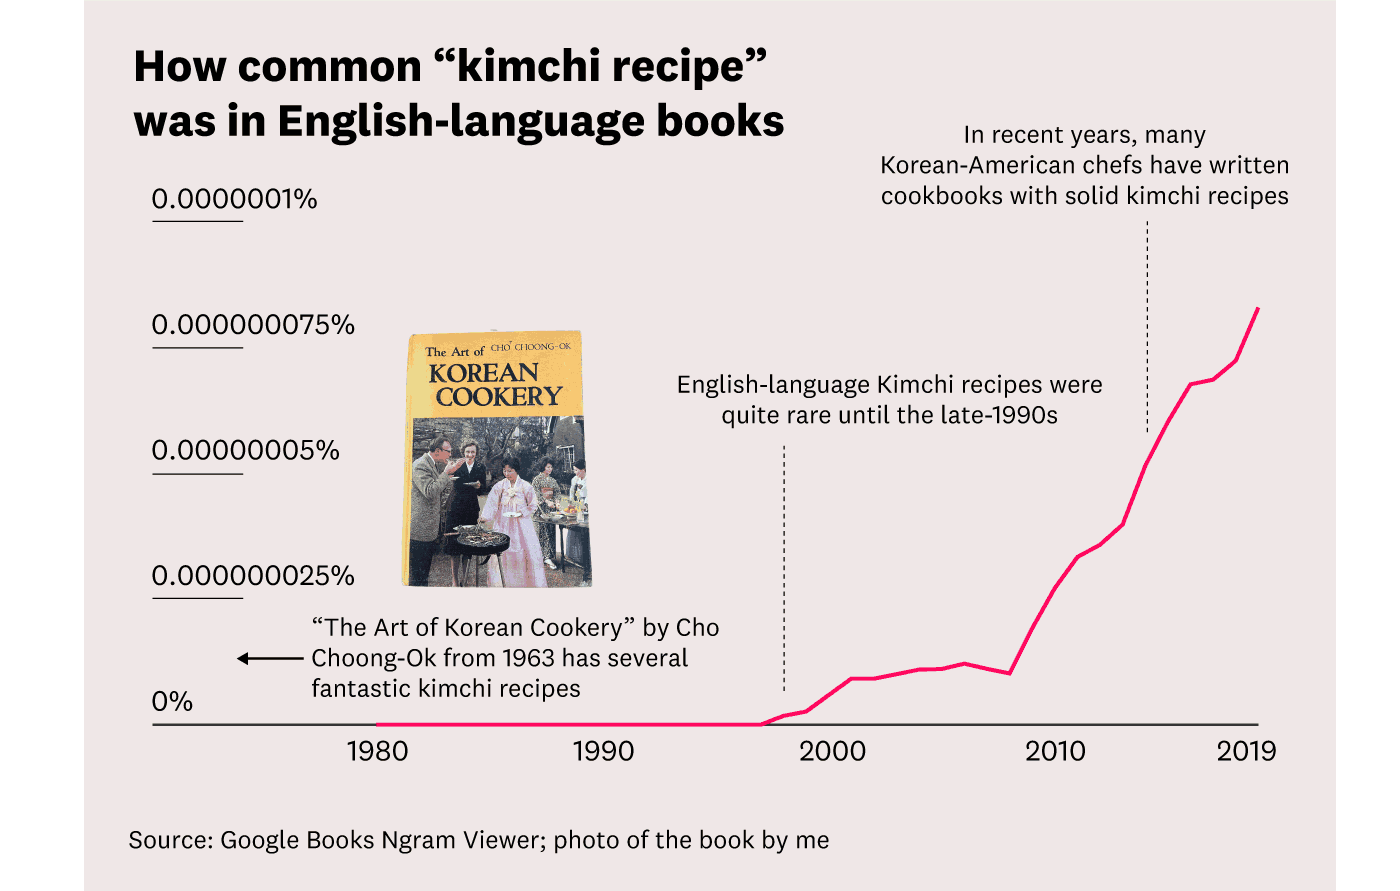 How common “kimchi recipe”
was in English-language books
In recent years, many
Korean-American chefs have written
cookbooks with solid kimchi recipes
0.0000001%
0.000000075%
The Art of CHO CHOONG-OK
KOREAN
COOKERY
English-language Kimchi recipes were
quite rare until the late-1990s
0.00000005%
0.000000025%
“The Art of Korean Cookery” by Cho
Choong-Ok from 1963 has several
fantastic kimchi recipes
0%
1980 1990 2000 2010 2019
Source: Google Books Ngram Viewer; photo of the book by me